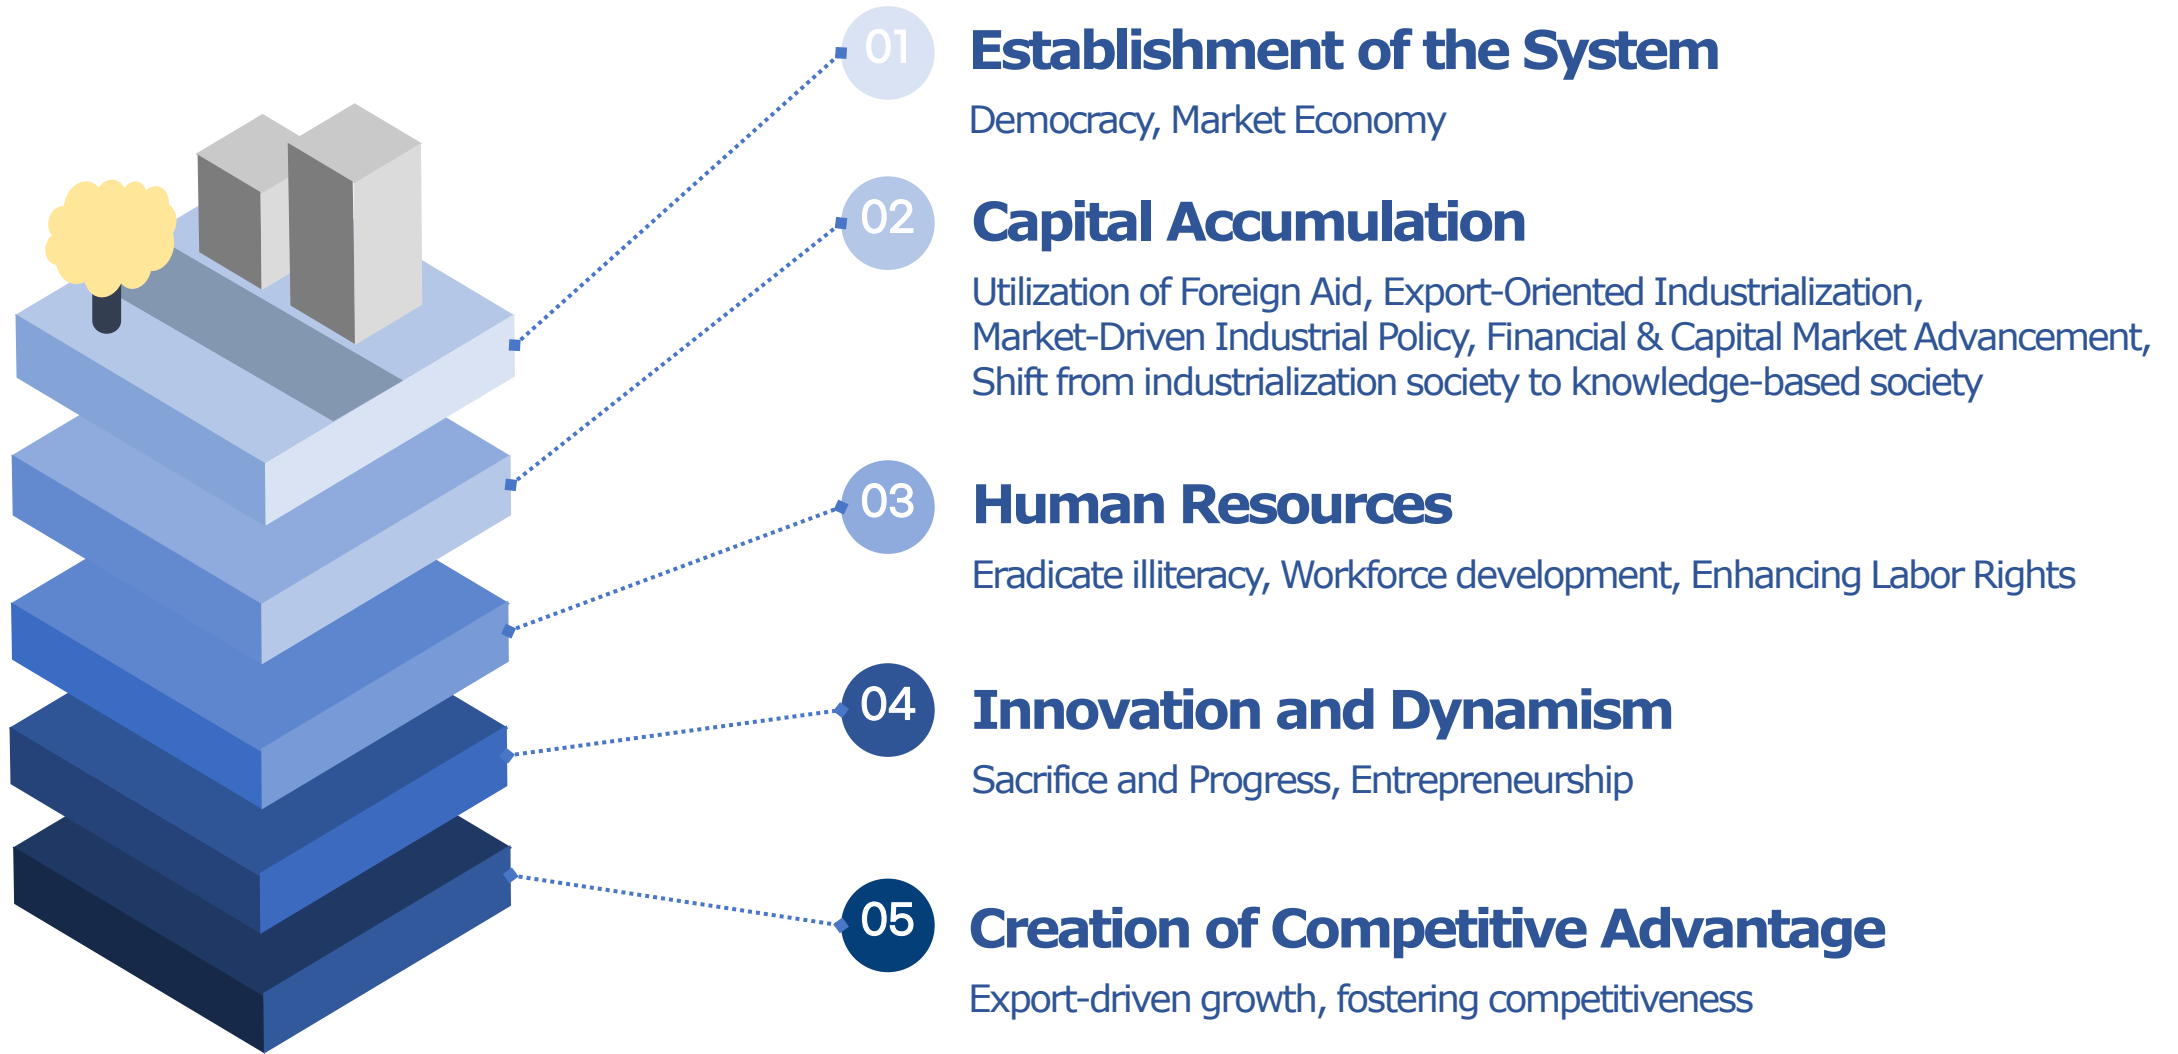 01
Establishment of the System
Democracy, Market Economy
02
Capital Accumulation
Utilization of Foreign Aid, Export-Oriented Industrialization,
Market-Driven Industrial Policy, Financial & Capital Market Advancement,
Shift from industrialization society to knowledge-based society
03
Human Resources
Eradicate illiteracy, Workforce development, Enhancing Labor Rights
04
Innovation and Dynamism
Sacrifice and Progress, Entrepreneurship
05
Creation of Competitive Advantage
Export-driven growth, fostering competitiveness